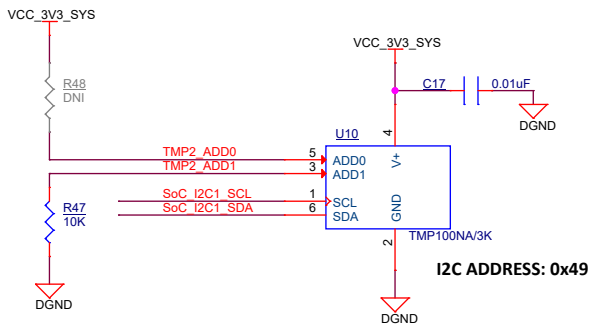 VCC_3V3_SYS
VCC_3V3_SYS
R48
DNI
C17
0.01uF
DGND
U10
4
TMP2_ADD0
5
ADD0
V+
TMP2_ADD1
3
ADD1
SoC_I2C1_SCL
1
SCL
SoC_I2C1_SDA
6
SDA
GND
R47
10K
TMP100NA/3K
2
I2C ADDRESS: 0x49
DGND
DGND